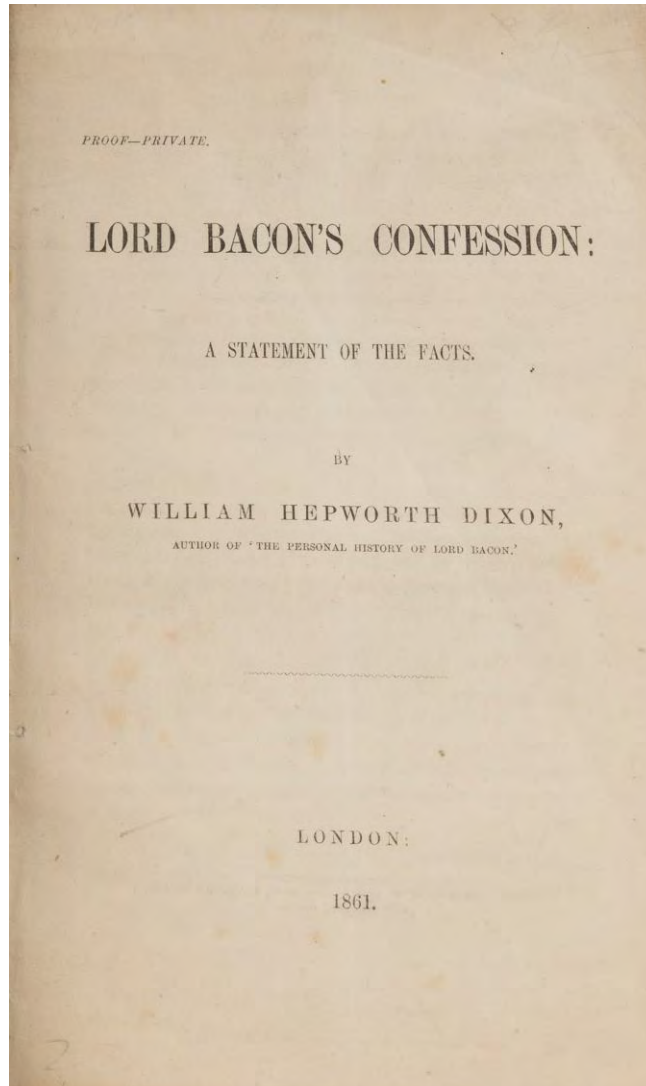 PROOF—PRIVATE.
LORD BACON'S CONFESSION:
A STATEMENT OF THE FACTS.
BY
WILLIAM HEPWORTH DIXON,
AUTHOR OF 'THE PERSONAL HISTORY OF LORD BACON.'
LONDON:
1861.